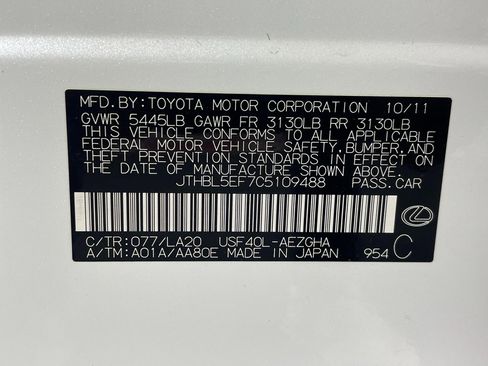 MFD.BY:TOYOTA MOTOR CORPORATION 10/11
GVWR 5445LB GAWR FR 3130LB RR 3130LB
THIS VEHICLE CONFORMS TO ALL APPLICABLE
FEDERAL MOTOR VEHICLE SAFETY,BUMPER,AND
THEFT PREVENTION STANDARDS IN EFFECT ON
THE DATE OF MANUFACTURE SHOWN ABOVE.
JTHBL5EF7C5109488 PASS.CAR
C/TR:077/LA20 USF40L-AEZGHA
A/TM:A01A/AA80E MADE IN JAPAN 954 C